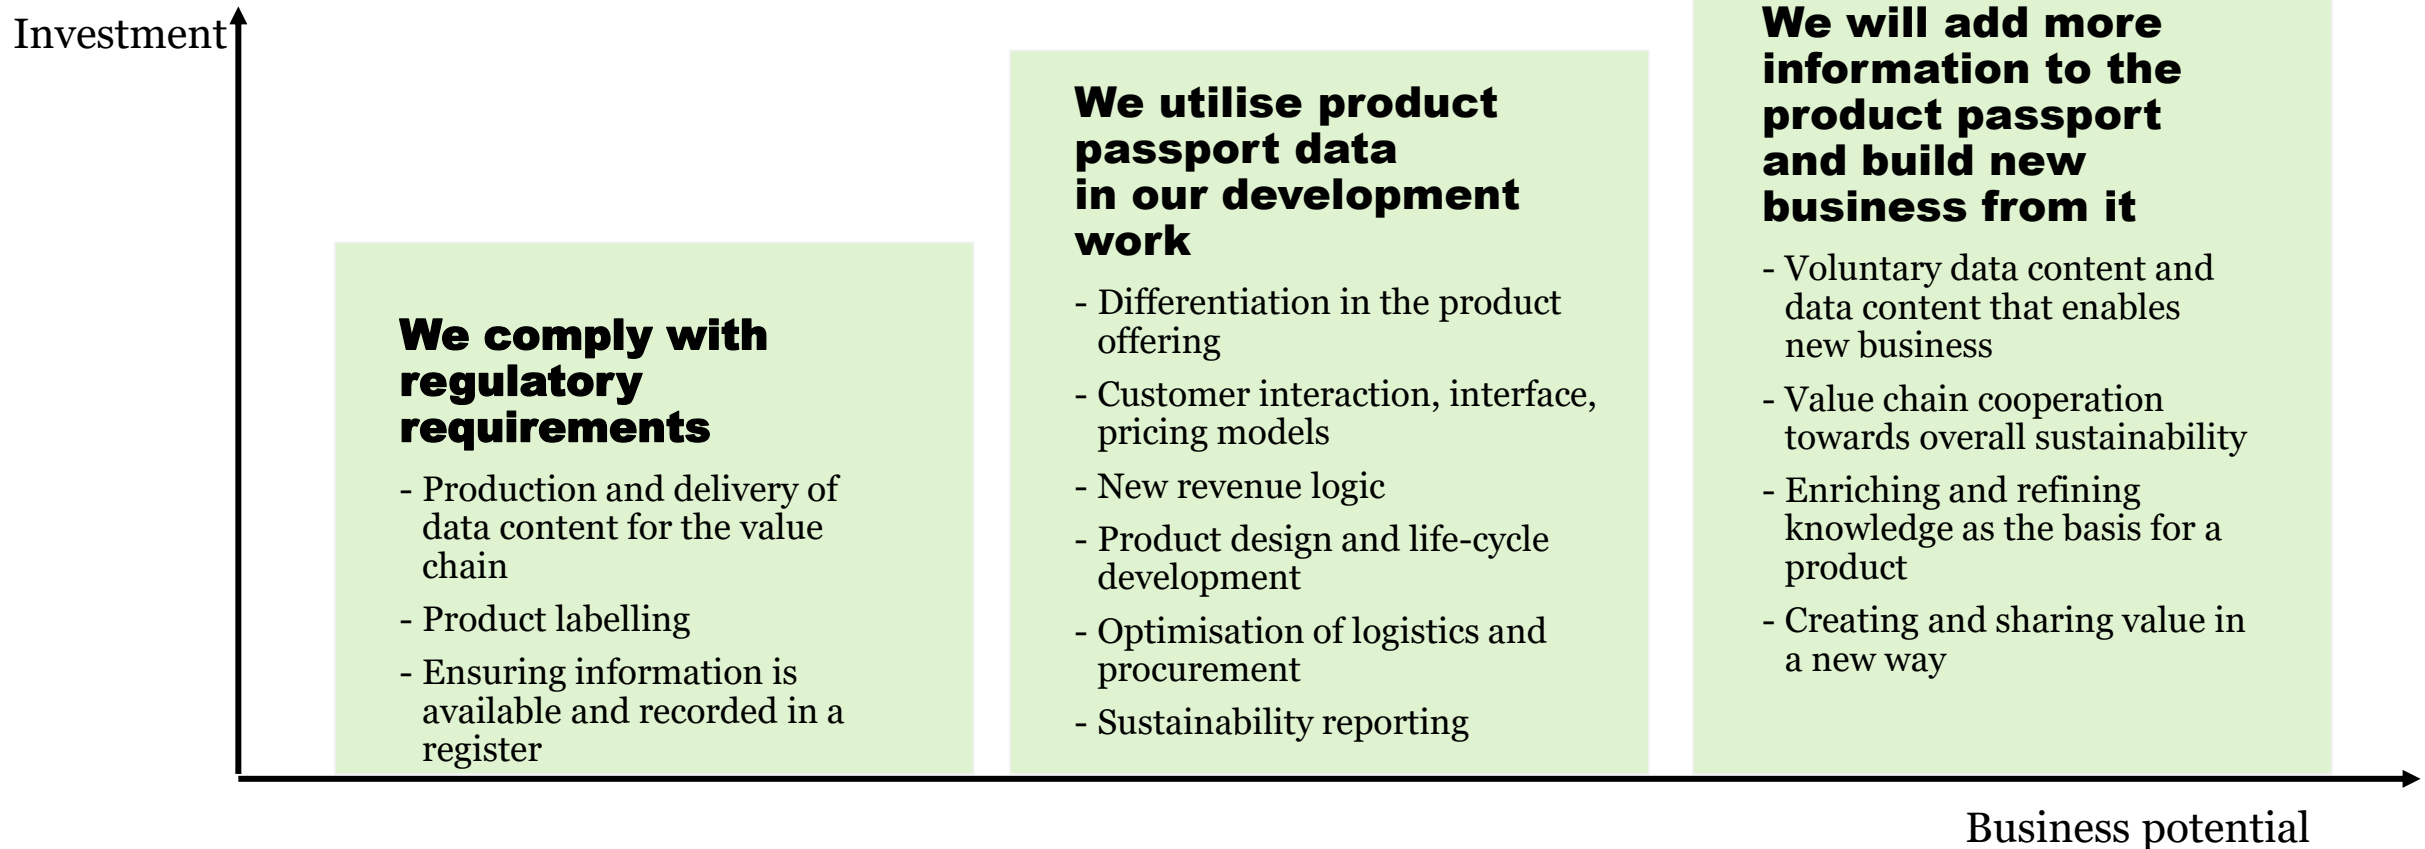 Investment
We comply with
regulatory
requirements
- Production and delivery of
data content for the value
chain
- Product labelling
- Ensuring information is
available and recorded in a
register
We utilise product
passport data
in our development
work
- Differentiation in the product
offering
- Customer interaction, interface,
pricing models
- New revenue logic
- Product design and life-cycle
development
- Optimisation of logistics and
procurement
- Sustainability reporting
We will add more
information to the
product passport
and build new
business from it
- Voluntary data content and
data content that enables
new business
- Value chain cooperation
towards overall sustainability
- Enriching and refining
knowledge as the basis for a
product
- Creating and sharing value in
a new way
Business potential